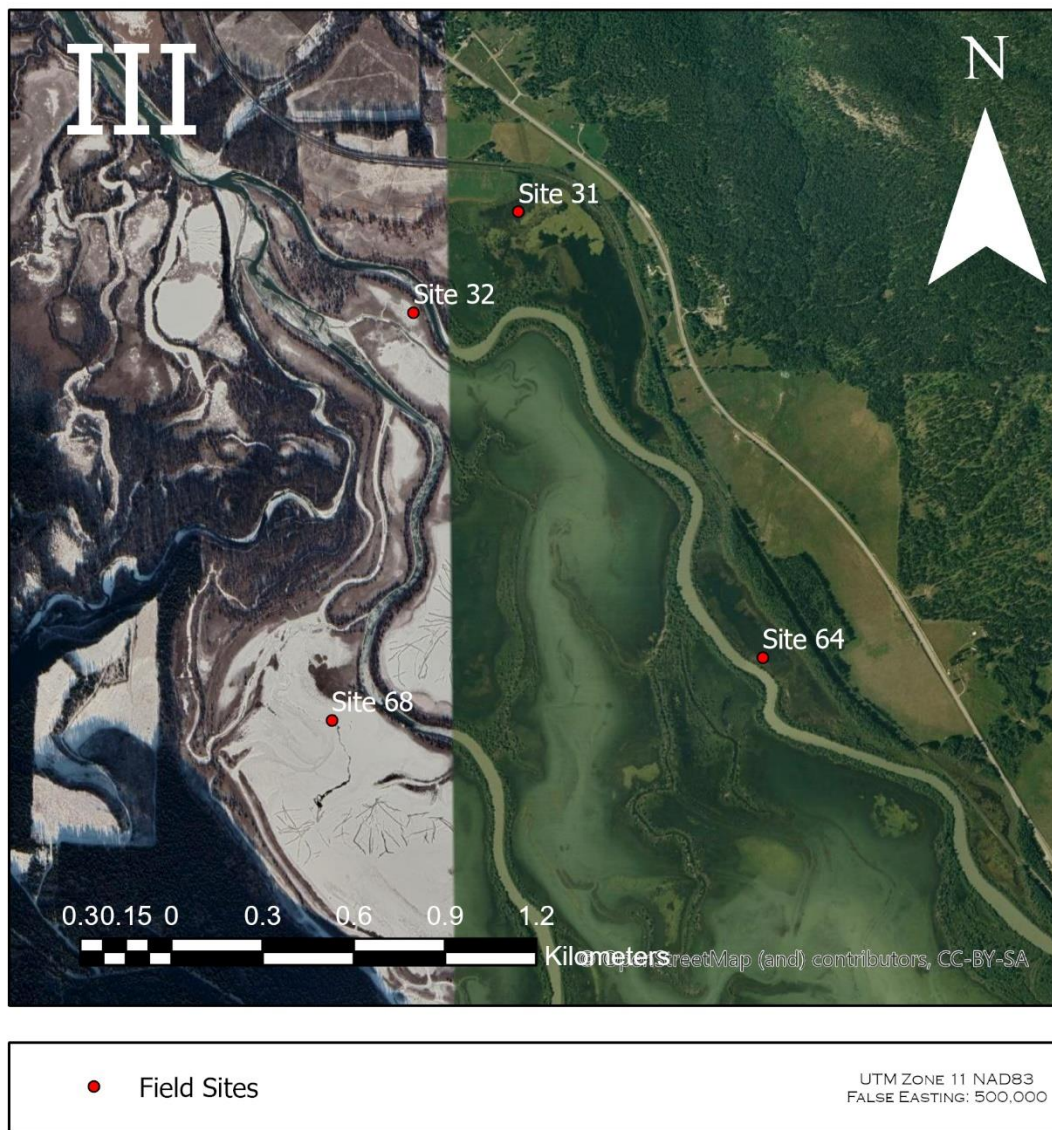 III
N
Site 31
Site 32
Site 64
Site 68
0.30.15 0 0.3 0.6 0.9 1.2
Kilometers
© OpenStreetMap (and) contributors, CC-BY-SA
Field Sites
UTM ZONE 11 NAD83
FALSE EASTING: 500,000